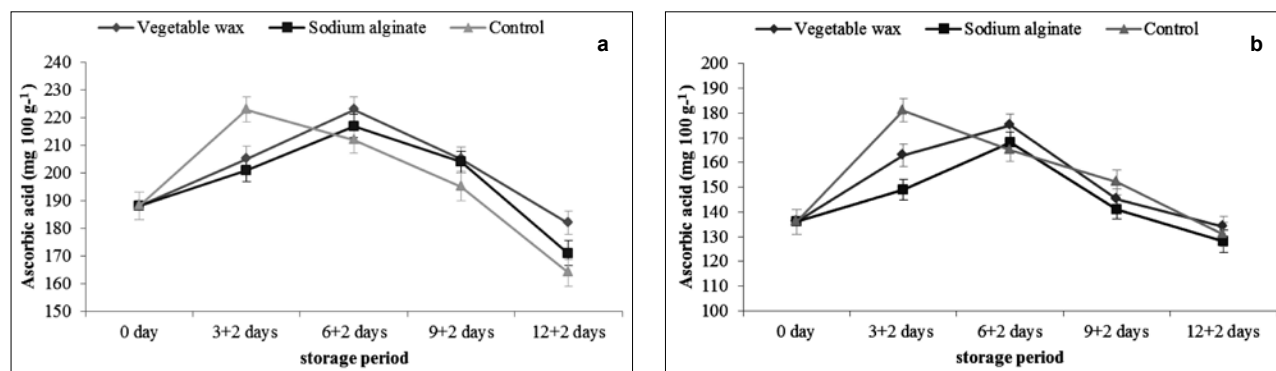 Vegetable wax Sodium alginate Control
a
240
230
220
210
200
190
180
170
160
150
Ascorbic acid (mg 100 g-¹ )
0 day 3+2 days 6+2 days 9+2 days 12+2 days
storage period
Vegetable wax Sodium alginate Control
b
200
190
180
170
160
150
140
130
120
110
100
Ascorbic acid (mg 100 g-¹ )
0 day 3+2 days 6+2 days 9+2 days 12+2 days
storage period